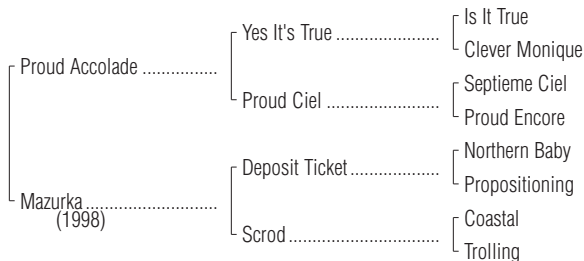 Is It True
Yes It's True ..................
Clever Monique
Proud Accolade ................
Septieme Ciel
Proud Ciel ...........................
Proud Encore
Northern Baby
Deposit Ticket.....................
Propositioning
Mazurka............................
(1998)
Coastal
Scrod....................................
Trolling